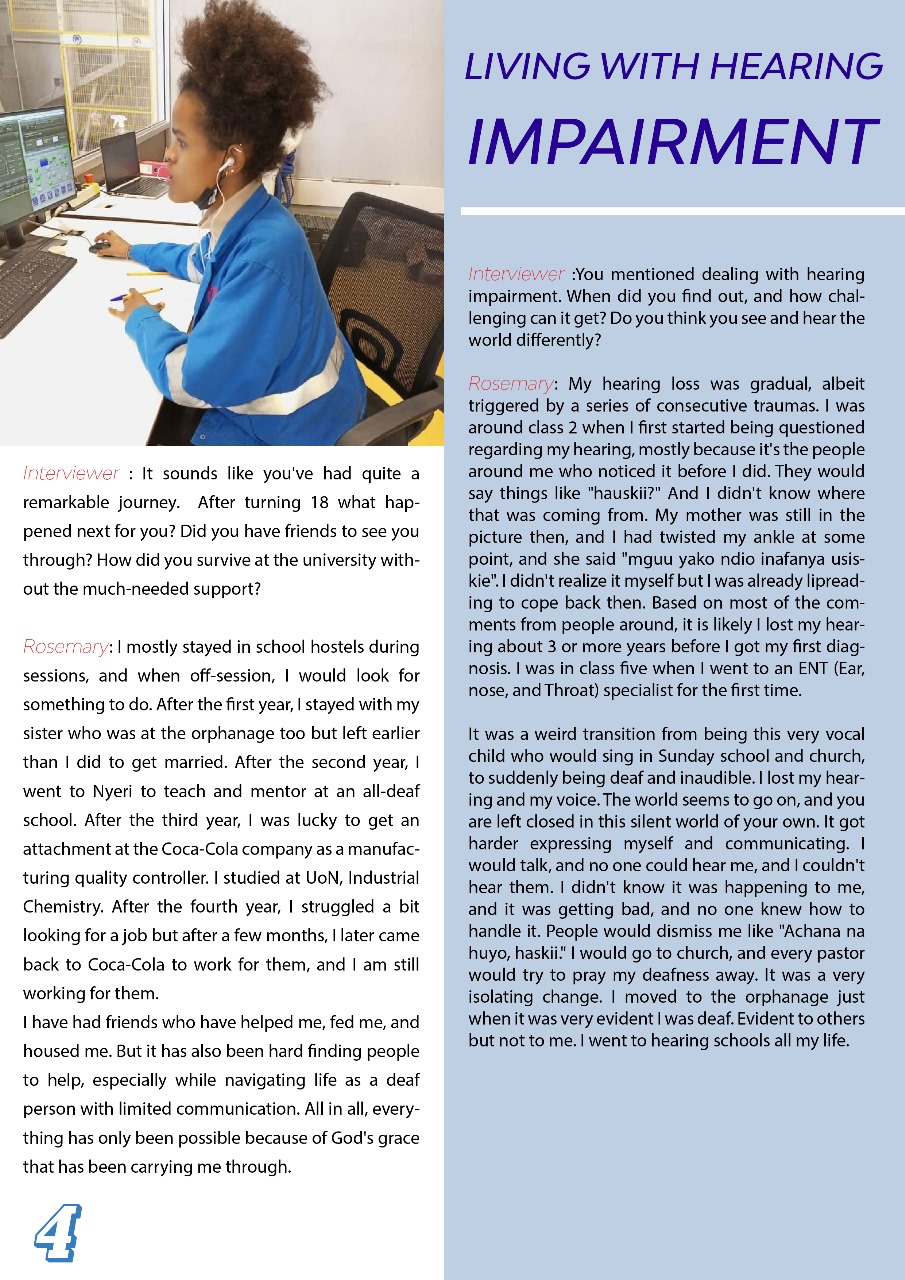 Interviewer : It sounds like you've had quite a
remarkable journey. After turning 18 what hap-
pened next for you? Did you have friends to see you
through? How did you survive at the university with-
out the much-needed support?
Rosemary: I mostly stayed in school hostels during
sessions, and when off-session, I would look for
something to do. After the first year, I stayed with my
sister who was at the orphanage too but left earlier
than I did to get married. After the second year, I
went to Nyeri to teach and mentor at an all-deaf
school. After the third year, I was lucky to get an
attachment at the Coca-Cola company as a manufac-
turing quality controller. I studied at UoN, Industrial
Chemistry. After the fourth year, I struggled a bit
looking for a job but after a few months, I later came
back to Coca-Cola to work for them, and I am still
working for them.
I have had friends who have helped me, fed me, and
housed me. But it has also been hard finding people
to help, especially while navigating life as a deaf
person with limited communication. All in all, every-
thing has only been possible because of God's grace
that has been carrying me through.
4
LIVING WITH HEARING
IMPAIRMENT
Interviewer :You mentioned dealing with hearing
impairment. When did you find out, and how chal-
lenging can it get? Do you think you see and hear the
world differently?
Rosemary: My hearing loss was gradual, albeit
triggered by a series of consecutive traumas. I was
around class 2 when I first started being questioned
regarding my hearing, mostly because it's the people
around me who noticed it before I did. They would
say things like "hauskii?" And I didn't know where
that was coming from. My mother was still in the
picture then, and I had twisted my ankle at some
point, and she said "mguu yako ndio inafanya usis-
kie". I didn't realize it myself but I was already lipread-
ing to cope back then. Based on most of the com-
ments from people around, it is likely I lost my hear-
ing about 3 or more years before I got my first diag-
nosis. I was in class five when I went to an ENT (Ear,
nose, and Throat) specialist for the first time.
It was a weird transition from being this very vocal
child who would sing in Sunday school and church,
to suddenly being deaf and inaudible. I lost my hear-
ing and my voice. The world seems to go on, and you
are left closed in this silent world of your own. It got
harder expressing myself and communicating. I
would talk, and no one could hear me, and I couldn't
hear them. I didn't know it was happening to me,
and it was getting bad, and no one knew how to
handle it. People would dismiss me like "Achana na
huyo, haskii." I would go to church, and every pastor
would try to pray my deafness away. It was a very
isolating change. I moved to the orphanage just
when it was very evident I was deaf. Evident to others
but not to me. I went to hearing schools all my life.